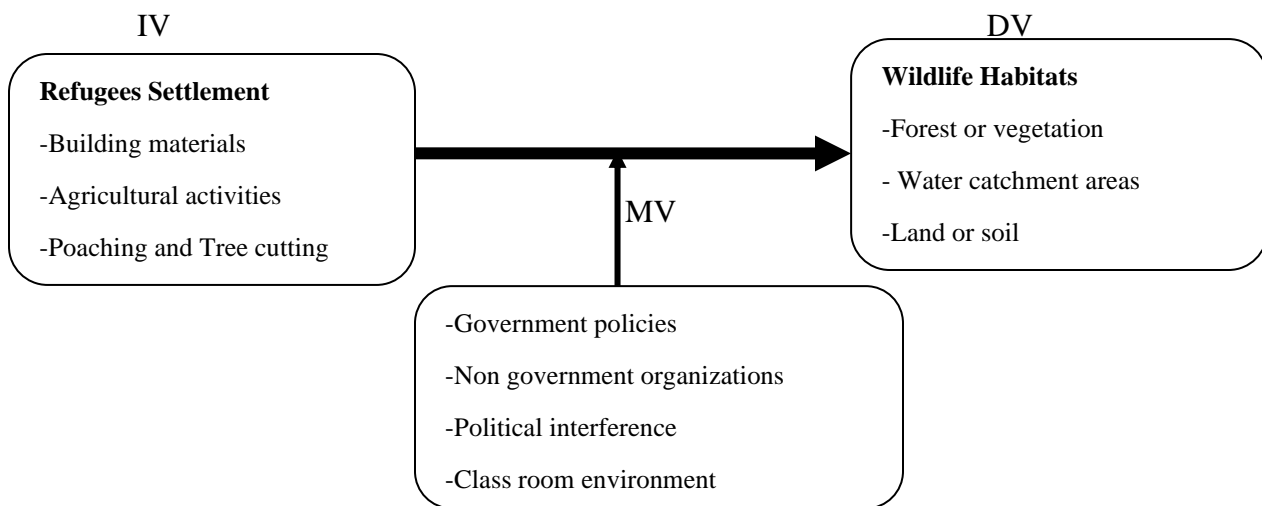 IV
DV
Refugees Settlement
-Building materials
-Agricultural activities
-Poaching and Tree cutting
Wildlife Habitats
-Forest or vegetation
- Water catchment areas
-Land or soil
MV
-Government policies
-Non government organizations
-Political interference
-Class room environment